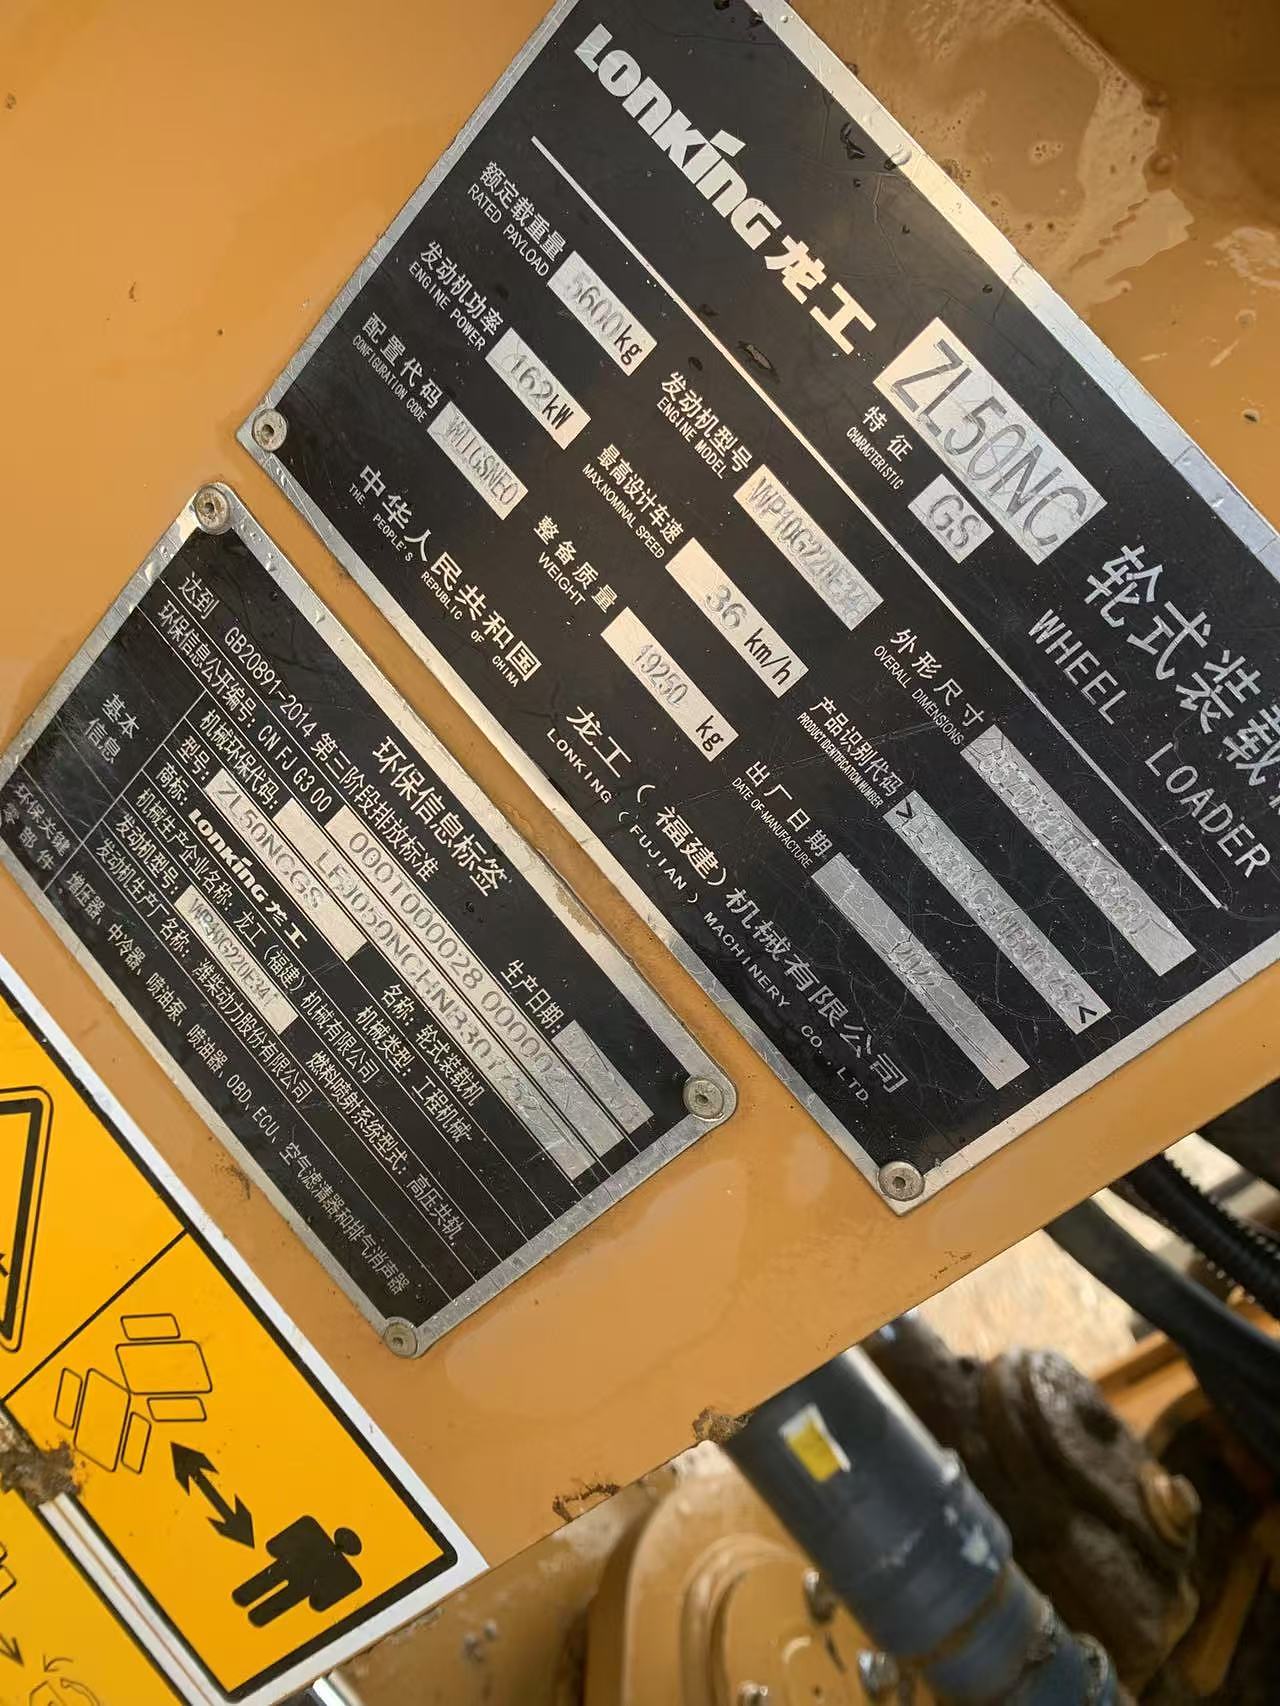 LONKING 龙工 ZL50NC 轮式装载
WHEEL LOADER
特征 GS
CHARACTERISTIC
额定载重量 5600kg
RATED PAYLOAD
发动机型号
ENGINE MODEL
外形尺寸
OVERALL DIMENSIONS
发动机功率 162kW
ENGINE POWER
最高设计车速 36 km/h
MAX.NOMINAL SPEED
产品识别代码
PRODUCT IDENTIFICATION NUMBER
配置代码
CONFIGURATION CODE
整备质量 19250 kg
WEIGHT
出厂日期
DATE OF MANUFACTURE
中华人民共和国 龙工(福建)机械有限公司
THE PEOPLE'S REPUBLIC OF CHINA LONKING (FUJIAN) MACHINERY CO.,LTD.
环保信息标签
达到 GB20891-2014 第三阶段排放标准 生产日期:
环保信息公开编号: CN FJ G3 00 000T000028 000002
基本信息
机械环保代码:
型号: ZL50NCGS 名称: 轮式装载机
商标: LONKING 龙工 机械类型: 工程机械
机械生产企业名称: 龙工(福建)机械有限公司
环保关键零部件
发动机型号: 燃料喷射系统型式: 高压共轨
发动机生产厂名称: 潍柴动力股份有限公司
增压器、中冷器、喷油泵、喷油器、OBD、ECU、空气滤清器和排气消声器